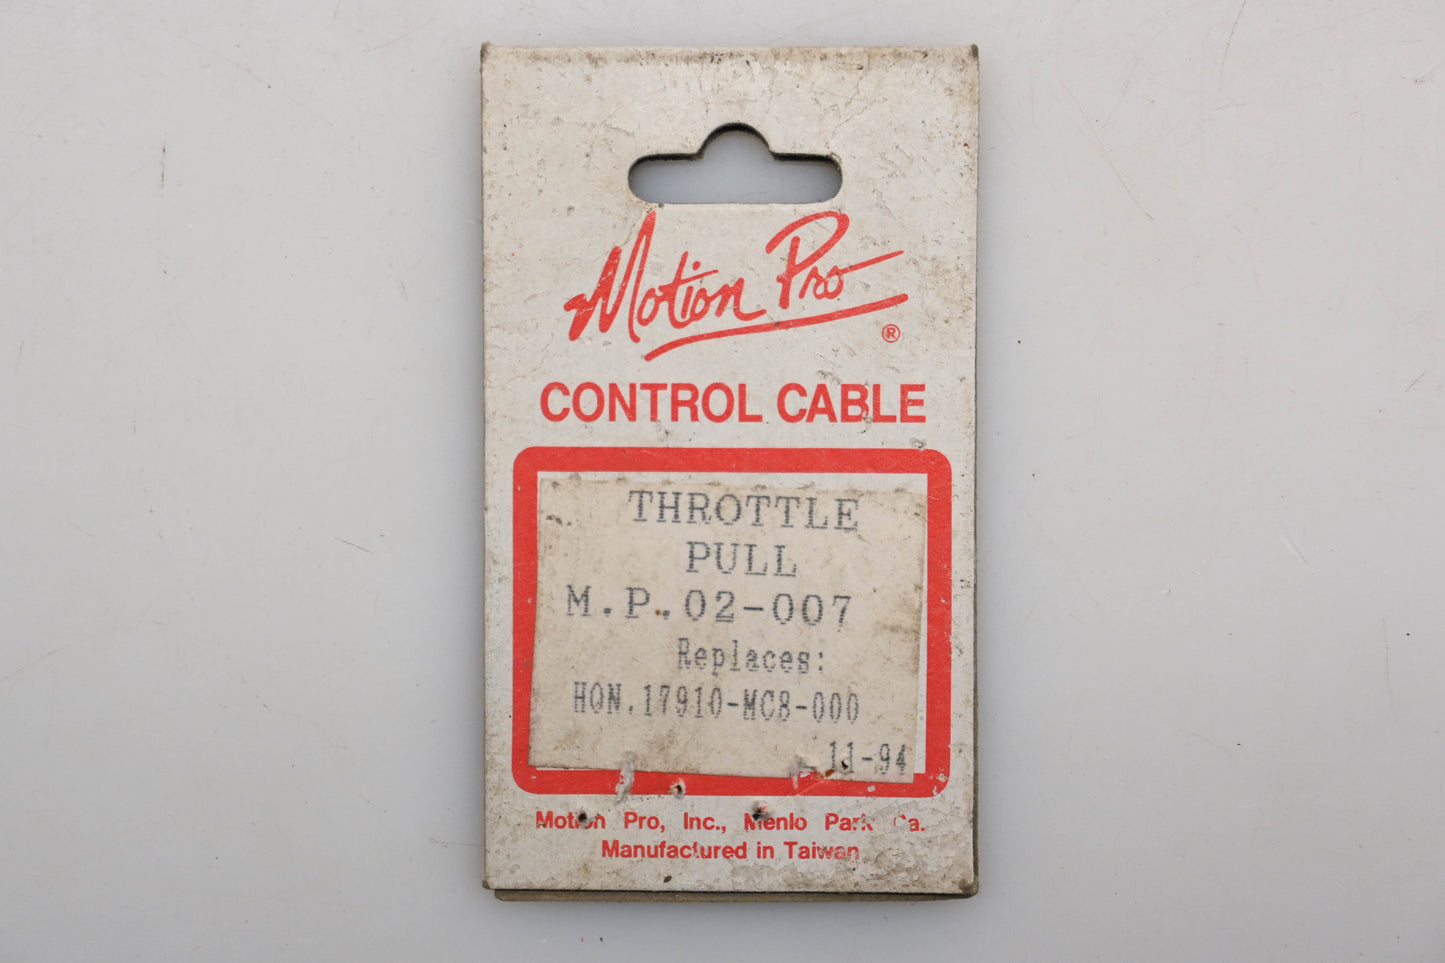 Motion Pro
®
CONTROL CABLE
THROTTLE
PULL
M.P. 02-007
Replaces:
HON.17910-MC8-000
11-94
Motion Pro, Inc., Menlo Park Ca.
Manufactured in Taiwan